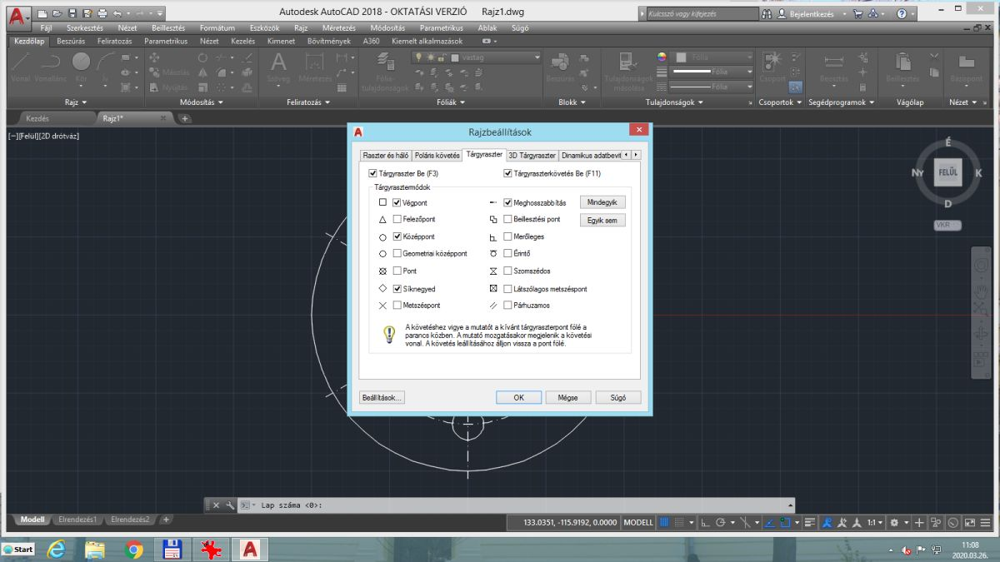 Autodesk AutoCAD 2018 - OKTATÁSI VERZIÓ Rajz1.dwg
Kulcsszó vagy kifejezés
Bejelentkezés
Fájl Szerkesztés Nézet Beillesztés Formátum Eszközök Rajz Méretezés Módosítás Parametrikus Ablak Súgó
Kezdőlap Beszúrás Feliratozás Parametrikus Nézet Kezelés Kimenet Bővítmények A360 Kiemelt alkalmazások
vastag
Fólia
Vonal Vonallánc Kör Ív
Másolás
Nyújtás
Szöveg Méretezés
Fólia-
tulajdonságok
Beszúrás
Tulajdonságok
másolása
Fólia
Fólia
Csoport
Beosztás
Beillesztés
Bázispont
Rajz Módosítás Feliratozás Fóliák Blokk Tulajdonságok Csoportok Segédprogramok Vágólap Nézet
Kezdés Rajz1*
[−][Felül][2D drótváz]
Rajzbeállítások
Raszter és háló Poláris követés Tárgyraszter 3D Tárgyraszter Dinamikus adatbevit
Tárgyraszter Be (F3) Tárgyraszterkövetés Be (F11)
Tárgyrasztermódok
Végpont Meghosszabbítás Mindegyik
Felezőpont Beillesztési pont Egyik sem
Középpont Merőleges
Geometriai középpont Érintő
Pont Szomszédos
Síknegyed Látszólagos metszéspont
Metszéspont Párhuzamos
A követéshez vigye a mutatót a kívánt tárgyraszterpont fölé a
parancs közben. A mutató mozgatásakor megjelenik a követési
vonal. A követés leállításához álljon vissza a pont fölé.
Beállítások... OK Mégse Súgó
É
Ny FELÜL K
D
VKR
Lap száma <0>:
Modell Elrendezés1 Elrendezés2 +
133.0351, -115.9192, 0.0000 MODELL 1:1
Start
11:08
2020.03.26.